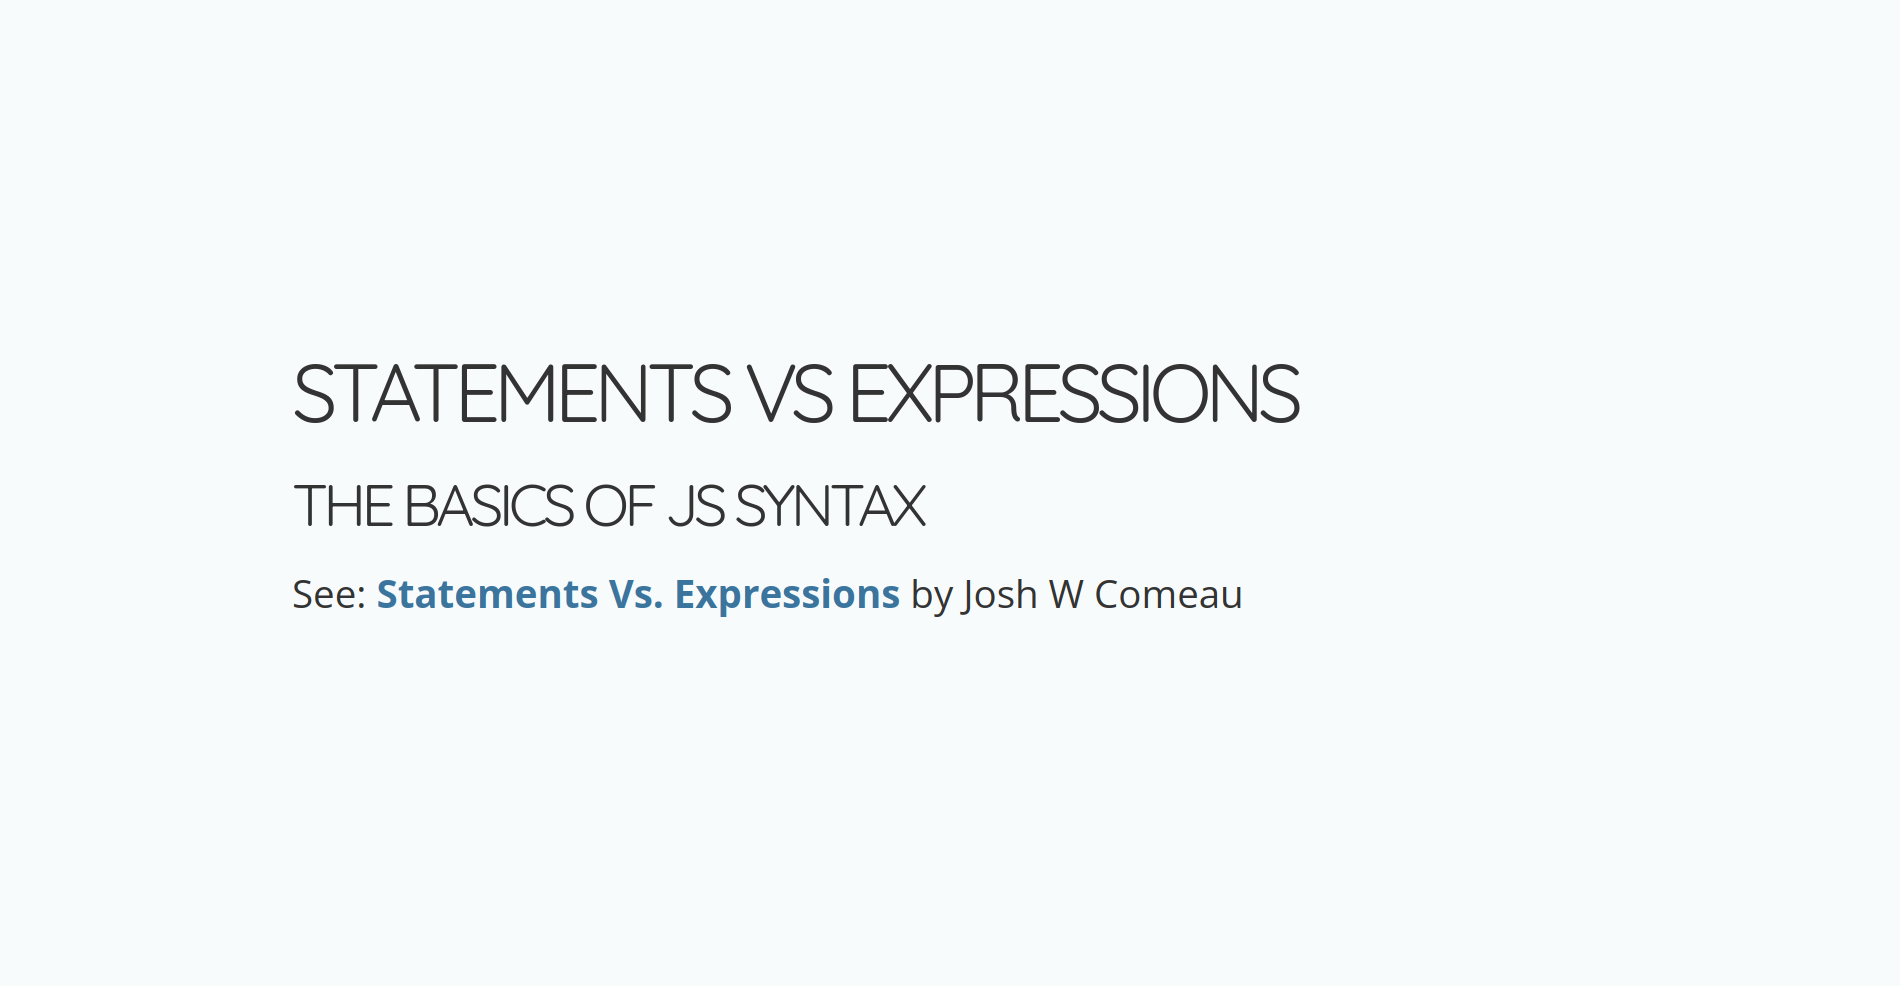 STATEMENTS VS EXPRESSIONS
THE BASICS OF JS SYNTAX
See: Statements Vs. Expressions by Josh W Comeau